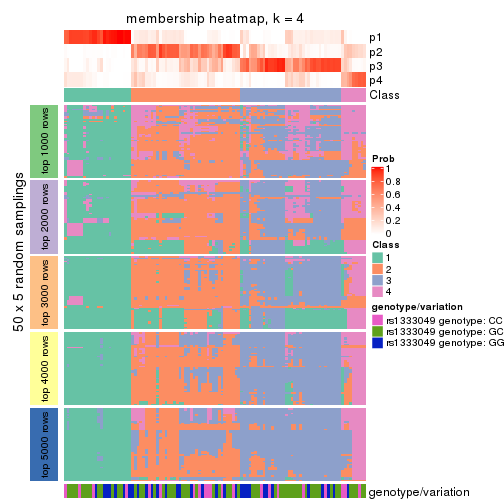 membership heatmap, k = 4
p1
p2
p3
p4
Class
50 x 5 random samplings
top 1000 rows
top 2000 rows
top 3000 rows
top 4000 rows
top 5000 rows
Prob
1
0.8
0.6
0.4
0.2
0
Class
1
2
3
4
genotype/variation
rs1333049 genotype: CC
rs1333049 genotype: GC
rs1333049 genotype: GG
genotype/variation